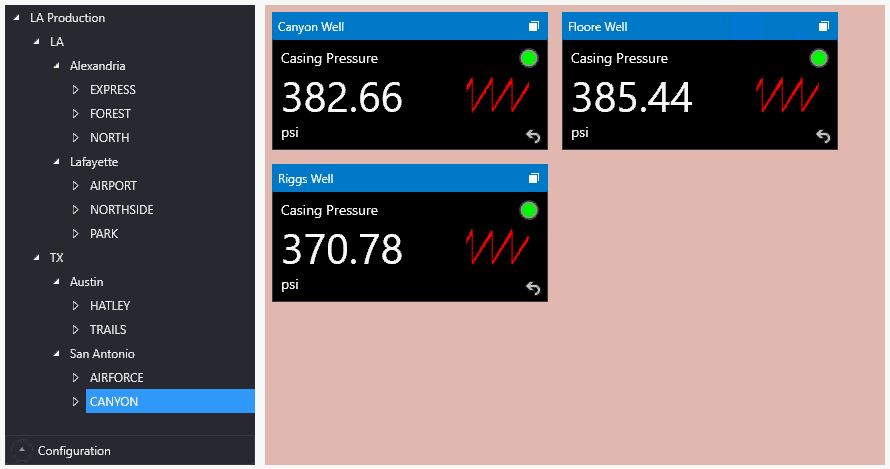 LA Production
LA
Alexandria
EXPRESS
FOREST
NORTH
Lafayette
AIRPORT
NORTHSIDE
PARK
TX
Austin
HATLEY
TRAILS
San Antonio
AIRFORCE
CANYON
Configuration
Canyon Well
Casing Pressure
382.66
psi
Floore Well
Casing Pressure
385.44
psi
Riggs Well
Casing Pressure
370.78
psi